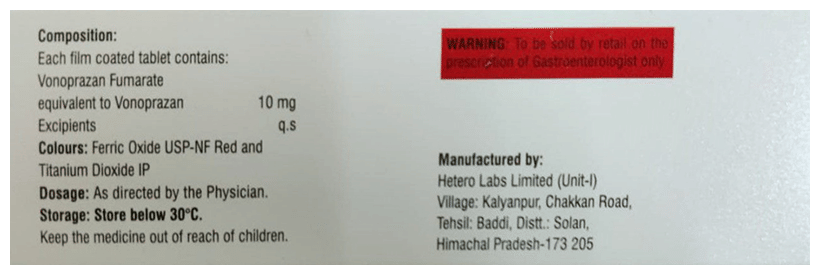 Composition:
Each film coated tablet contains:
Vonoprazan Fumarate
equivalent to Vonoprazan 10 mg
Excipients q.s
Colours: Ferric Oxide USP-NF Red and
Titanium Dioxide IP
Dosage: As directed by the Physician.
Storage: Store below 30°C.
Keep the medicine out of reach of children.
WARNING: To be sold by retail on the
prescription of Gastroenterologist only
Manufactured by:
Hetero Labs Limited (Unit-I)
Village: Kalyanpur, Chakkan Road,
Tehsil: Baddi, Distt.: Solan,
Himachal Pradesh-173 205